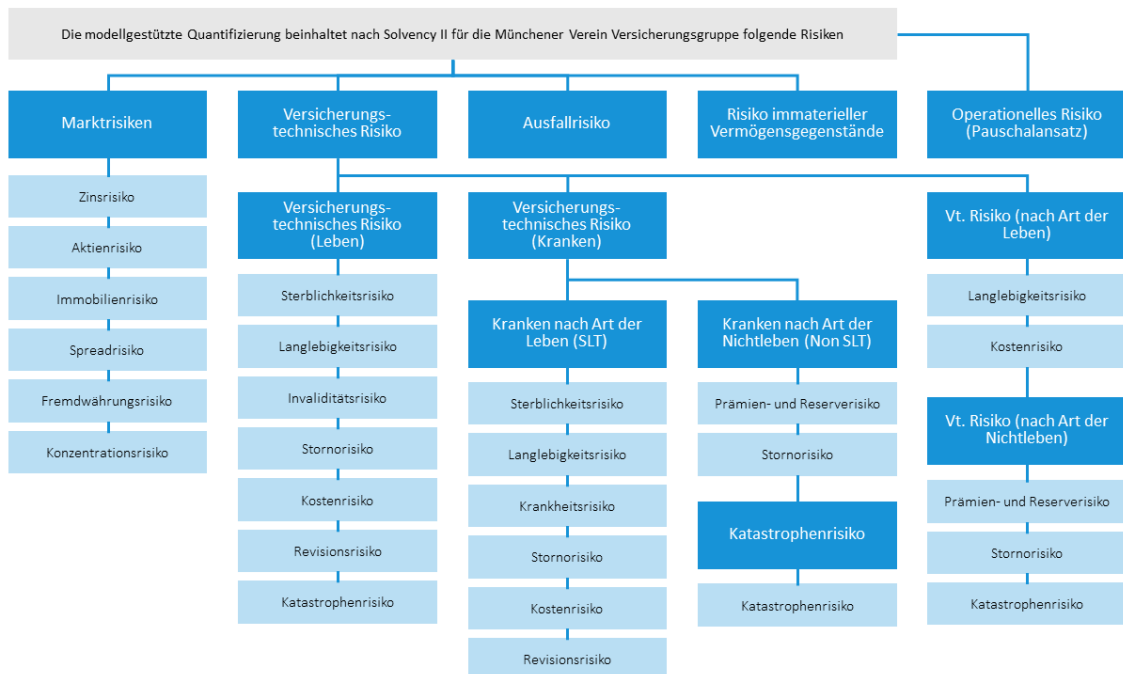 Die modellgestützte Quantifizierung beinhaltet nach Solvency II für die Münchener Verein Versicherungsgruppe folgende Risiken
Marktrisiken
Zinsrisiko
Aktienrisiko
Immobilienrisiko
Spreadrisiko
Fremdwährungsrisiko
Konzentrationsrisiko
Versicherungs-
technisches Risiko
Ausfallrisiko
Risiko immaterieller
Vermögensgegenstände
Operationelles Risiko
(Pauschalansatz)
Versicherungs-
technisches Risiko
(Leben)
Sterblichkeitsrisiko
Langlebigkeitsrisiko
Invaliditätsrisiko
Stornorisiko
Kostenrisiko
Revisionsrisiko
Katastrophenrisiko
Versicherungs-
technisches Risiko
(Kranken)
Kranken nach Art der
Leben (SLT)
Sterblichkeitsrisiko
Langlebigkeitsrisiko
Krankheitsrisiko
Stornorisiko
Kostenrisiko
Revisionsrisiko
Kranken nach Art der
Nichtleben (Non SLT)
Prämien- und Reserverisiko
Stornorisiko
Katastrophenrisiko
Katastrophenrisiko
Vt. Risiko (nach Art der
Leben)
Langlebigkeitsrisiko
Kostenrisiko
Vt. Risiko (nach Art der
Nichtleben)
Prämien- und Reserverisiko
Stornorisiko
Katastrophenrisiko